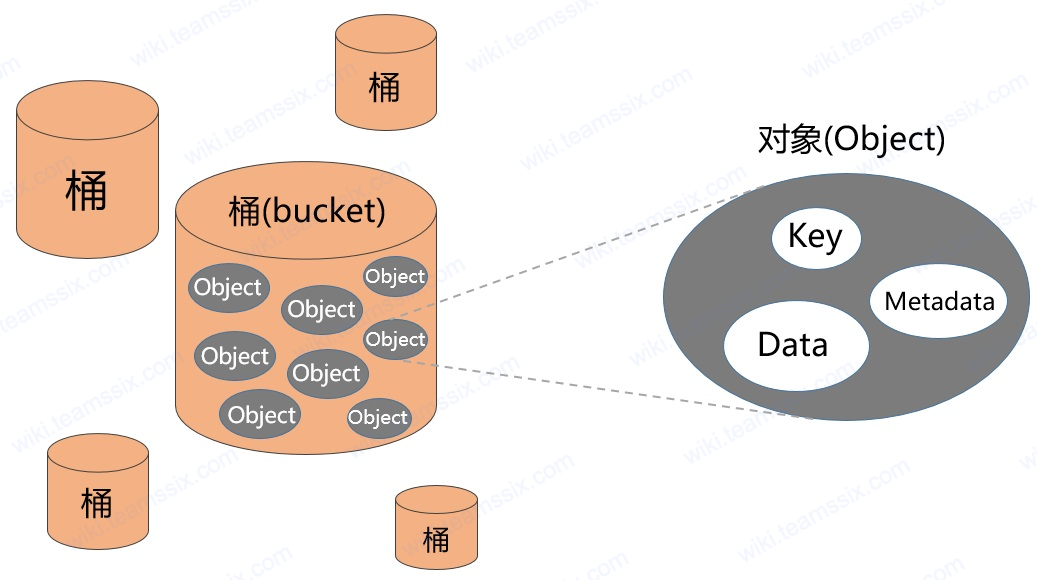 桶
桶
桶(bucket)
Object
Object
Object
Object
Object
Object
Object
Object
桶
桶
对象(Object)
Key
Metadata
Data
wiki.teamssix.com